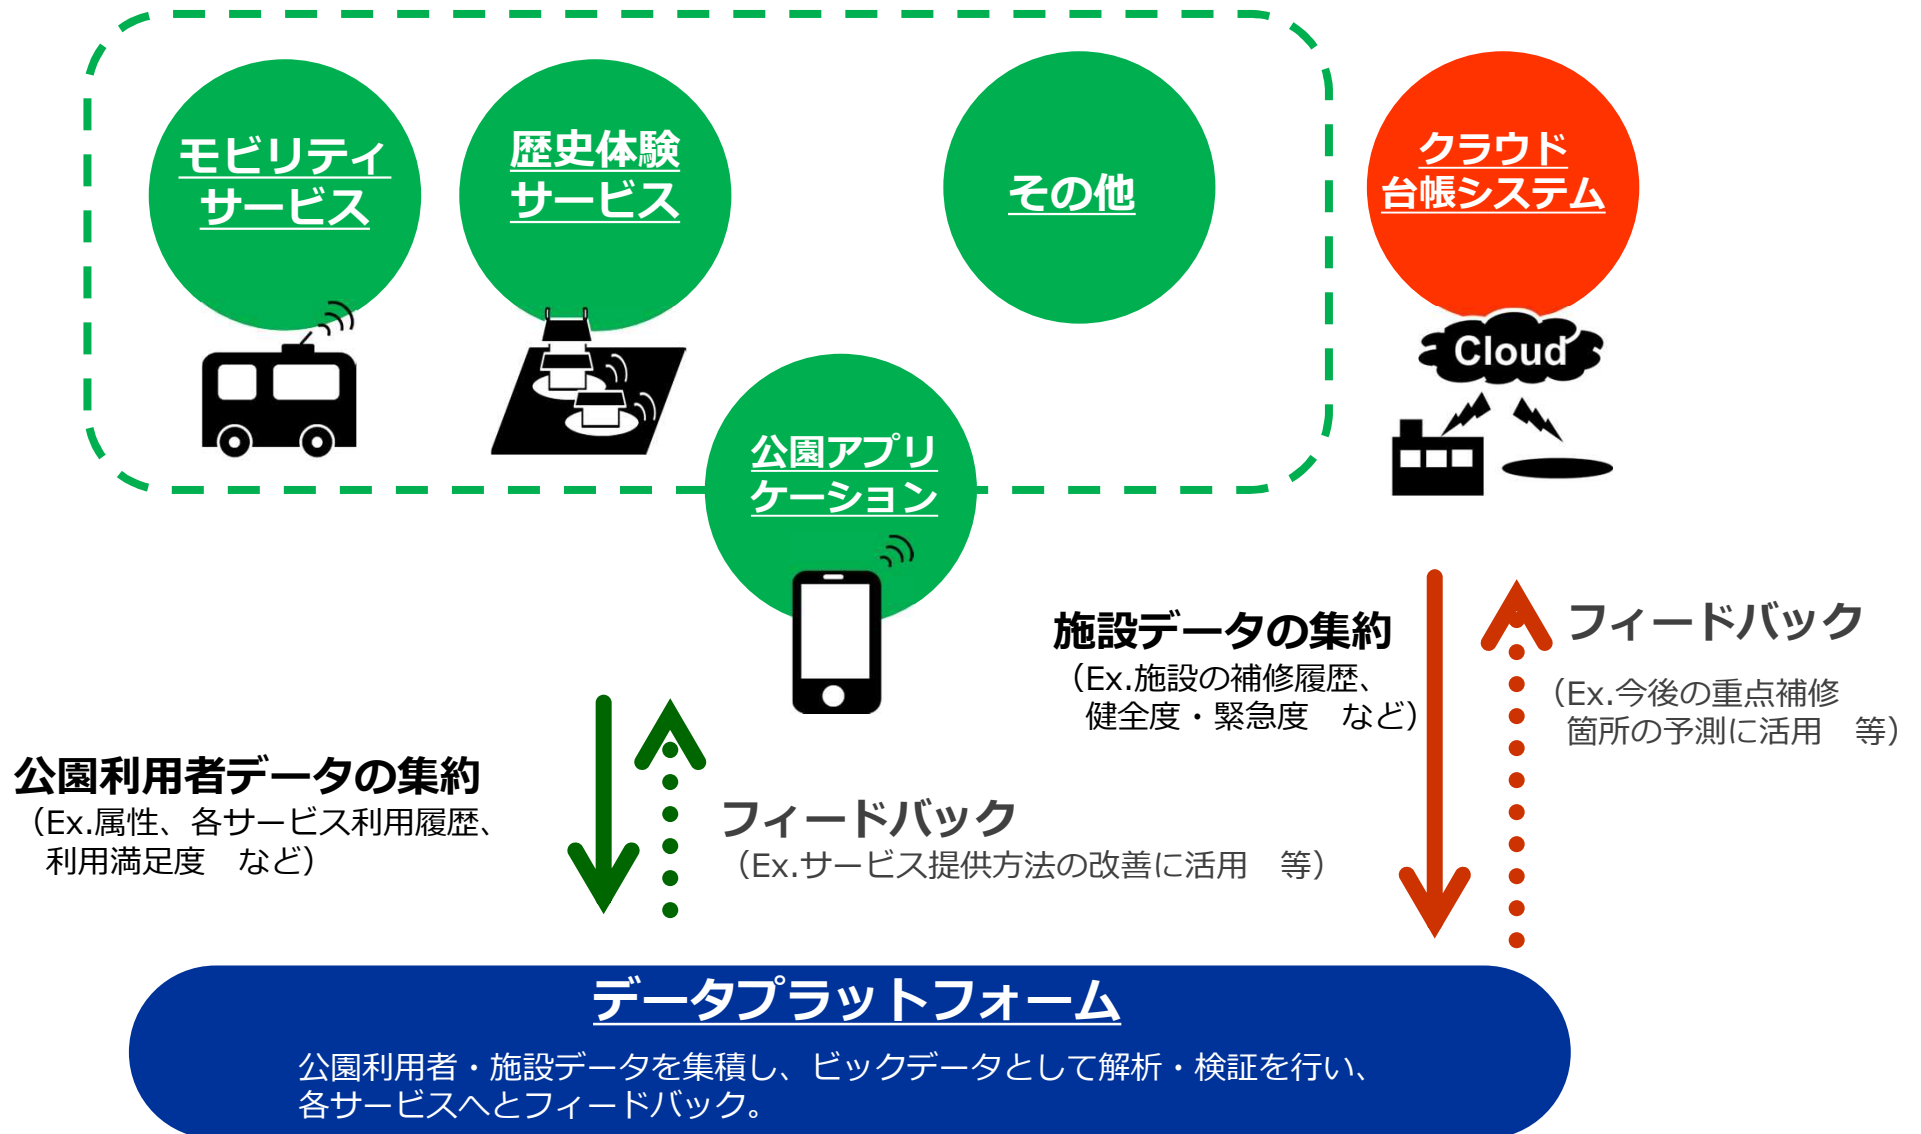 モビリティ
サービス
歴史体験
サービス
その他
クラウド
台帳システム
Cloud
公園アプリ
ケーション
施設データの集約
（Ex.施設の補修履歴、
健全度・緊急度　など）
フィードバック
（Ex.今後の重点補修
箇所の予測に活用　等）
公園利用者データの集約
（Ex.属性、各サービス利用履歴、
利用満足度　など）
フィードバック
（Ex.サービス提供方法の改善に活用　等）
データプラットフォーム
公園利用者・施設データを集積し、ビックデータとして解析・検証を行い、
各サービスへとフィードバック。